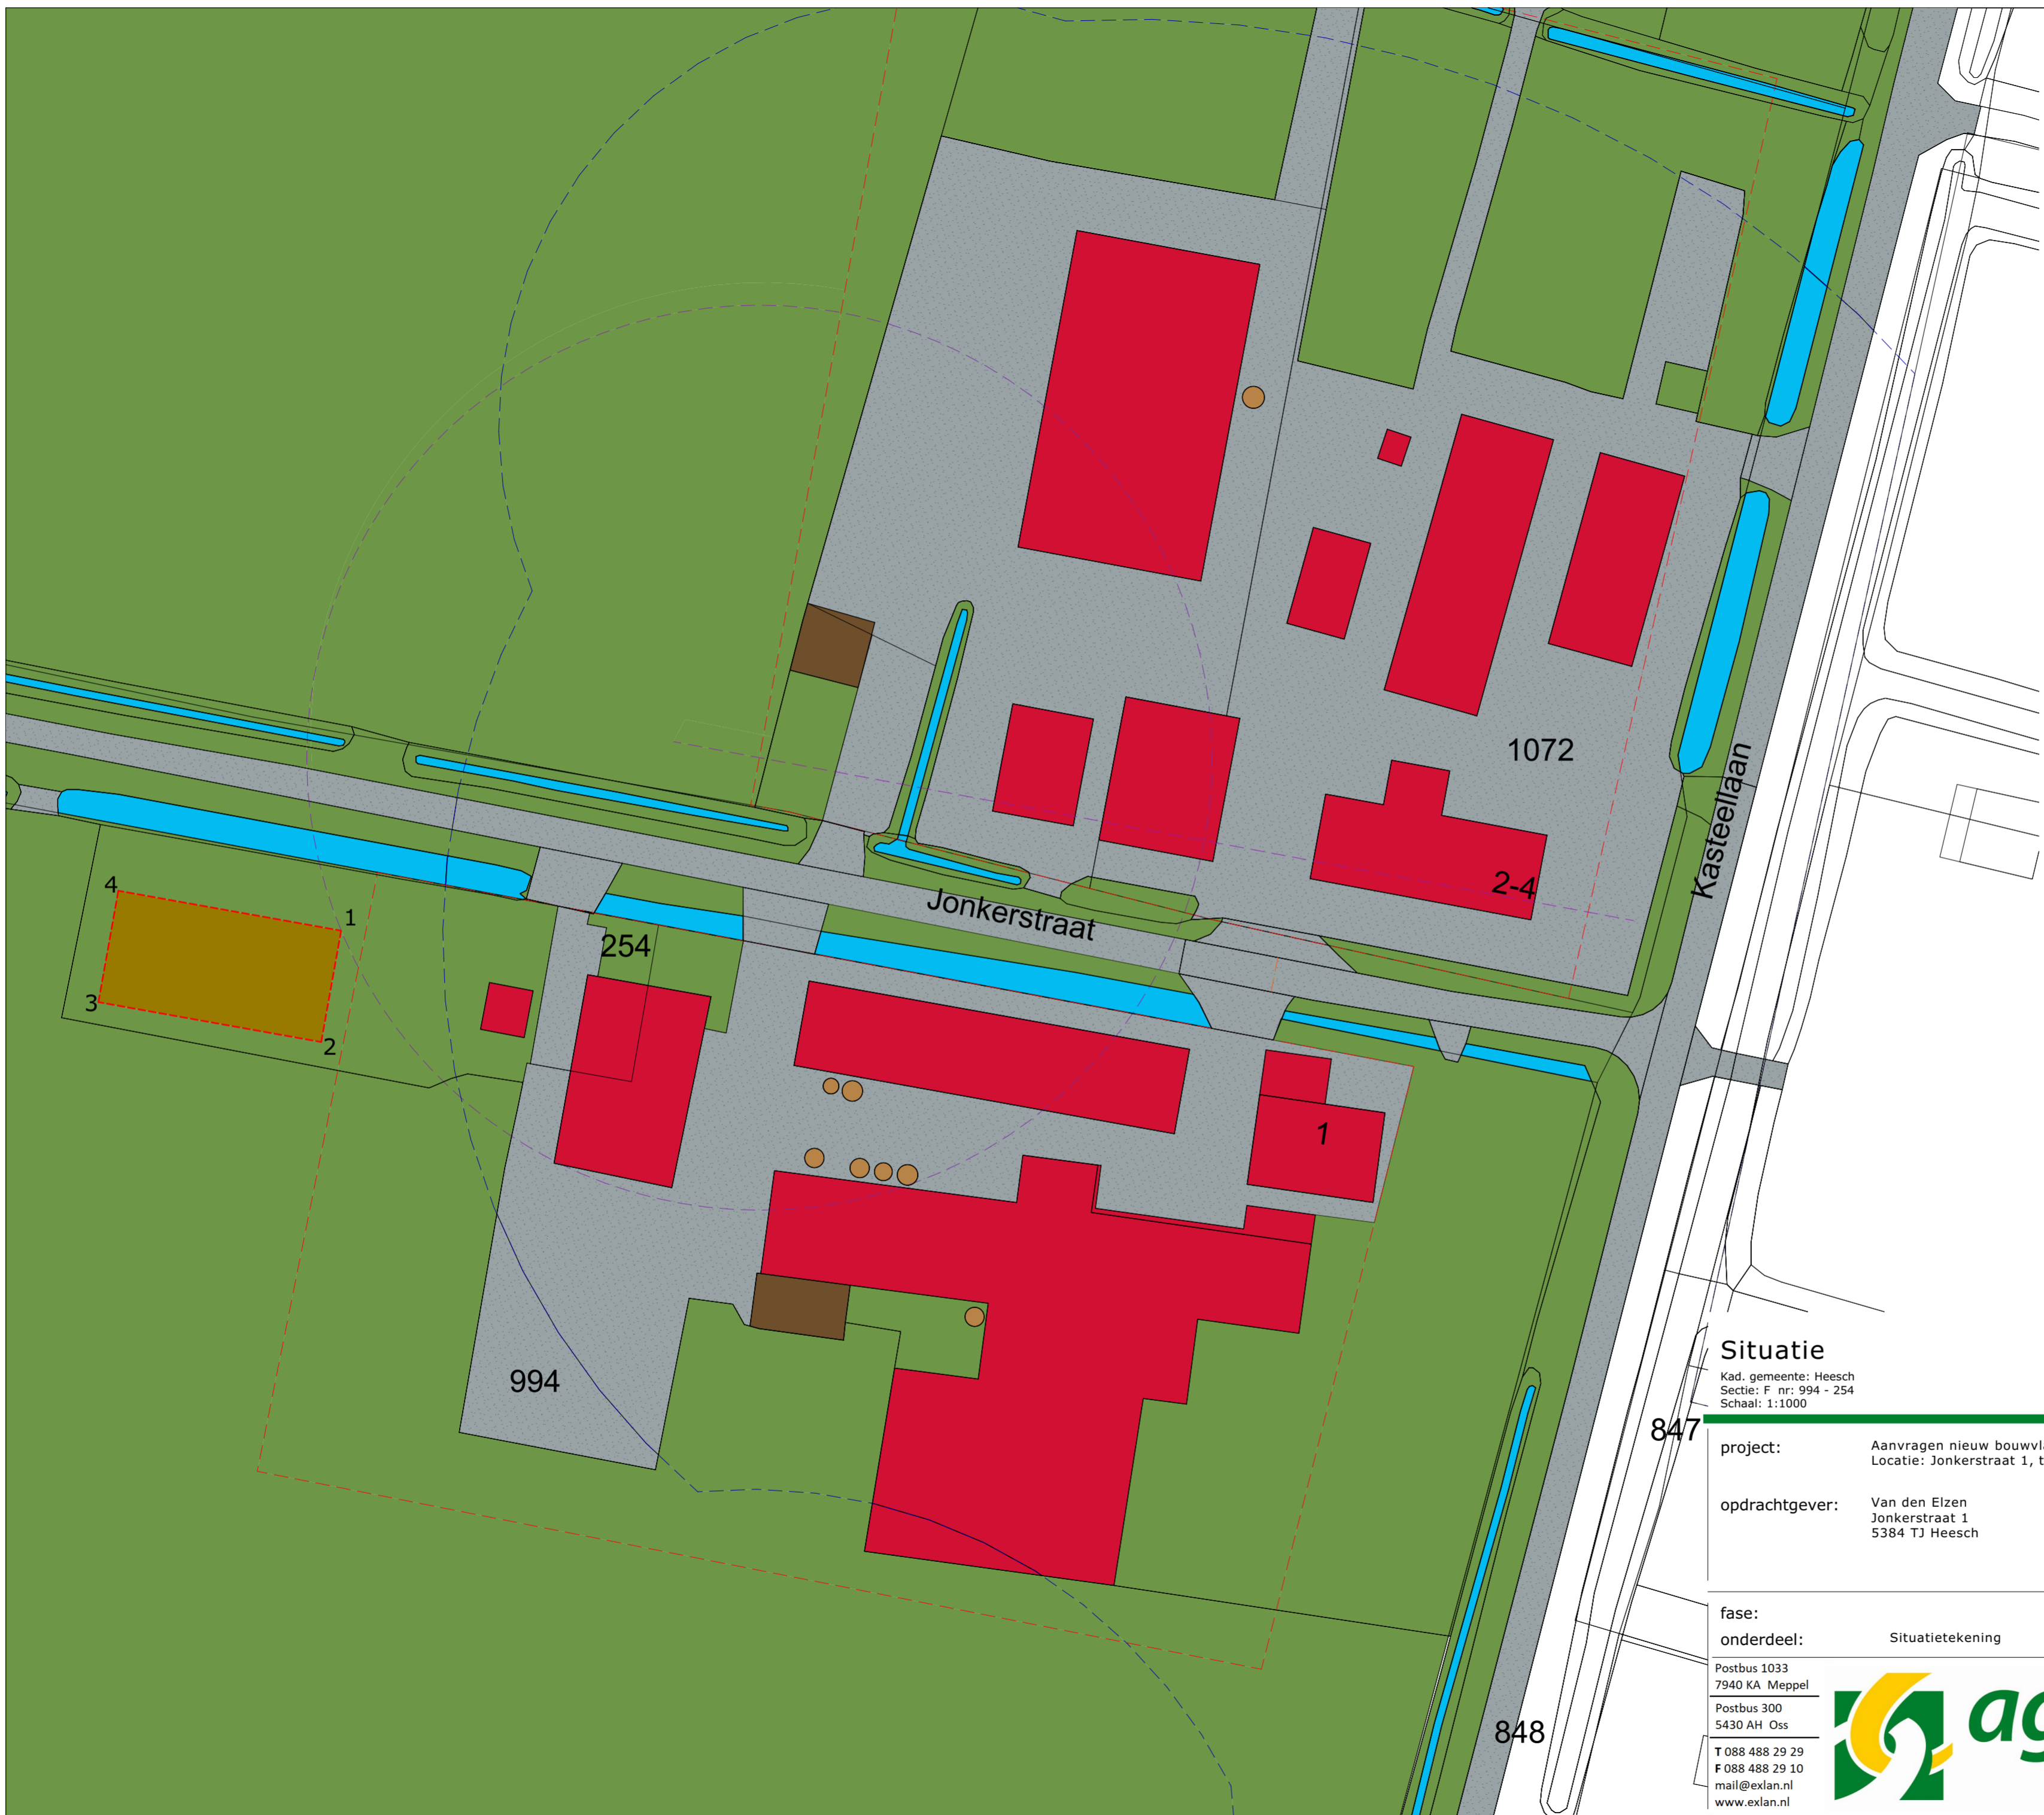 1072
Kasteellaan
2-4
Jonkerstraat
4
1
254
3
2
1
994
Situatie
Kad. gemeente: Heesch
Sectie: F nr: 994 - 254
Schaal: 1:1000
847
project:
Aanvragen nieuw
Locatie: Jonkerstraat 1,
opdrachtgever:
Van den Elzen
Jonkerstraat 1
5384 TJ Heesch
fase:
onderdeel:
Situatietekening
Postbus 1033
7940 KA Meppel
Postbus 300
5430 AH Oss
T 088 488 29 29
F 088 488 29 10
mail@exlan.nl
www.exlan.nl
848